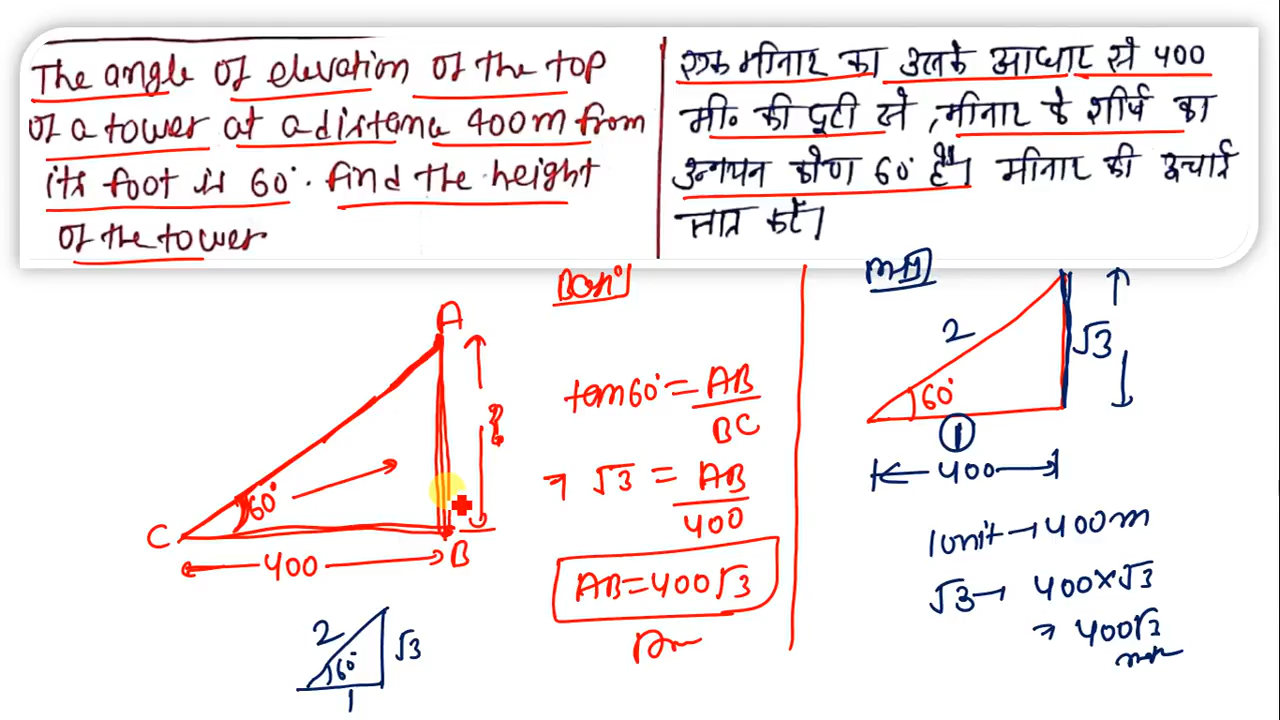 The angle of elevation of the top
of a tower at a distance 400m from
its foot is 60°. find the height
of the tower
एक मीनार का उसके आधार से 400
मी० की दूरी से, मीनार के शीर्ष का
उन्नयन कोण 60° है। मीनार की ऊचाई
ज्ञात करें।
A
60°
C
B
400
2
60°
√3
1
tan60° = AB
BC
→ √3 = AB
400
AB=400√3
Ans
M-II
2
√3
60°
1
400
1unit → 400m
√3 → 400×√3
→ 400√3